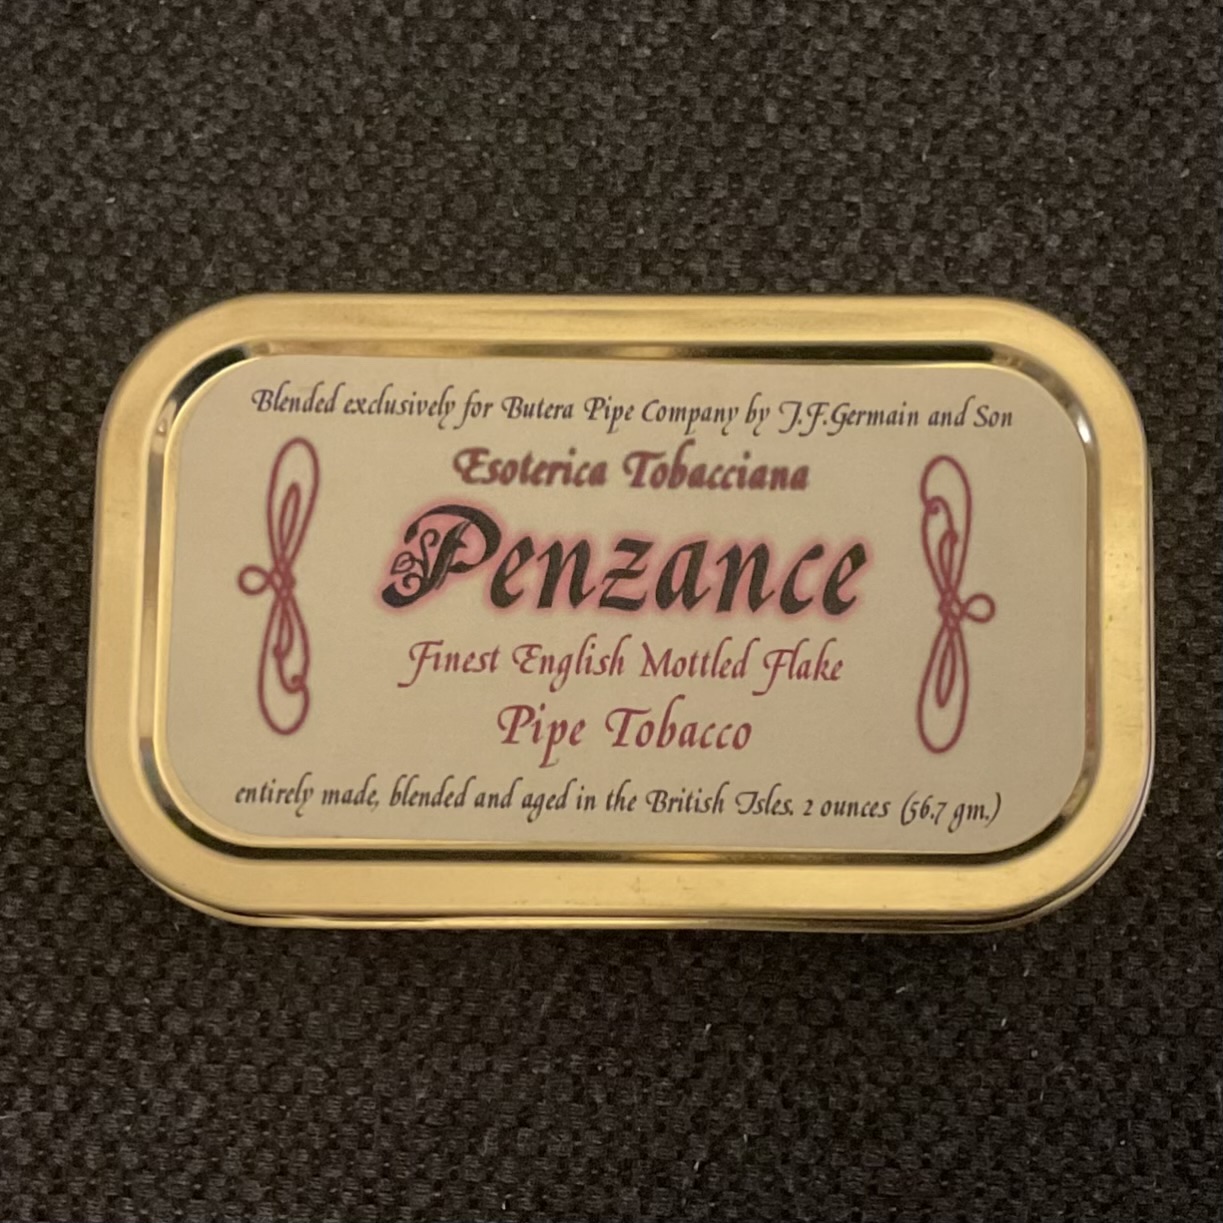 Blended exclusively for Butera Pipe Company by J.F.Germain and Son
Esoterica Tobacciana
Penzance
Finest English Mottled Flake
Pipe Tobacco
entirely made, blended and aged in the British Isles. 2 ounces (56.7 gm.)